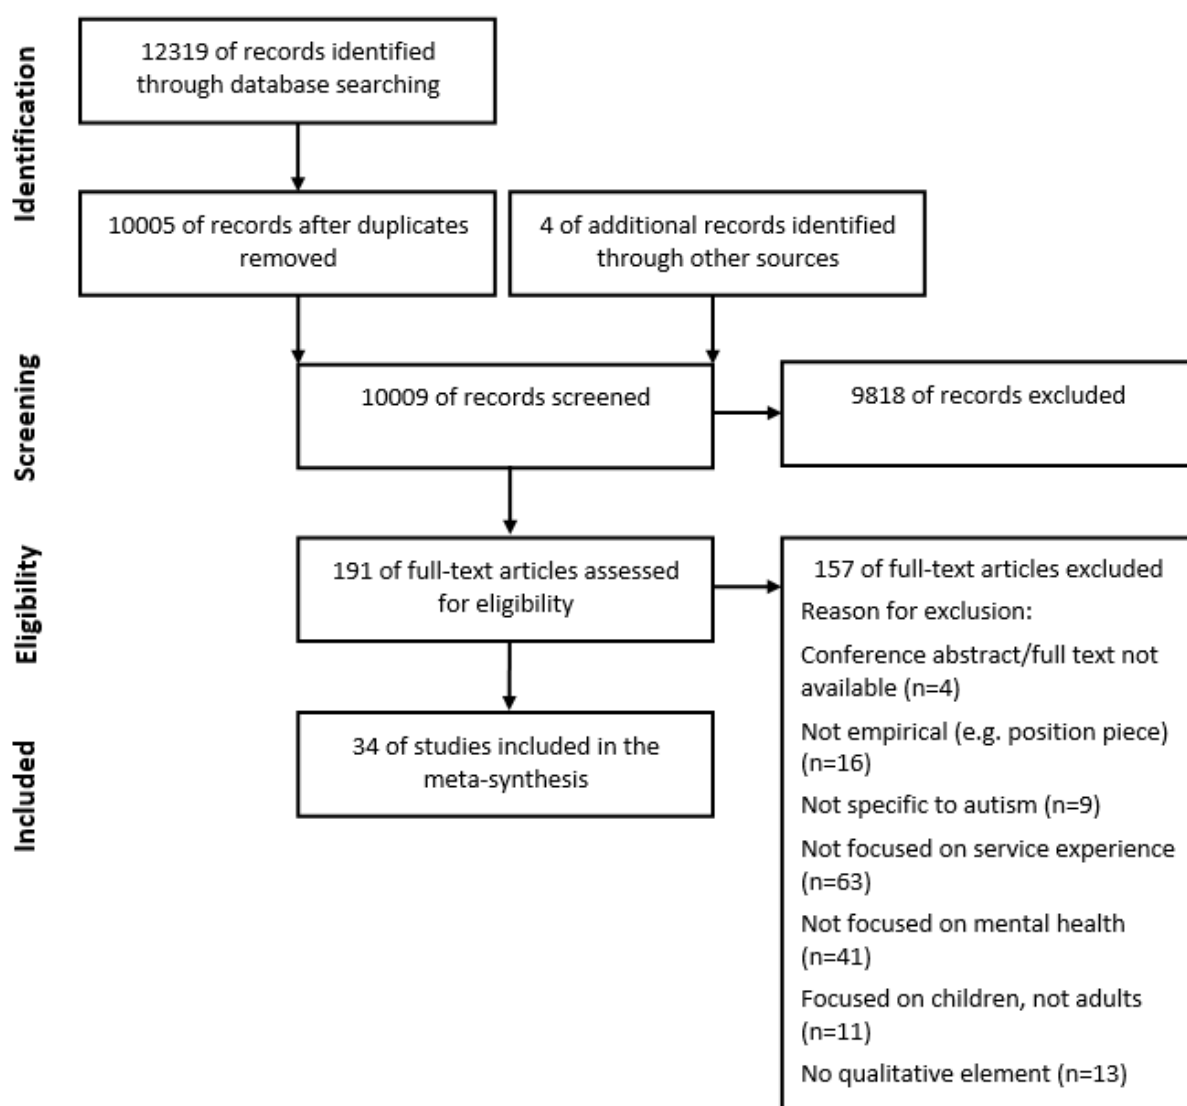 Identification
12319 of records identified
through database searching
10005 of records after duplicates
removed
4 of additional records identified
through other sources
Screening
10009 of records screened
9818 of records excluded
Eligibility
191 of full-text articles assessed
for eligibility
157 of full-text articles excluded
Reason for exclusion:
Conference abstract/full text not
available (n=4)
Not empirical (e.g. position piece)
(n=16)
Not specific to autism (n=9)
Not focused on service experience
(n=63)
Not focused on mental health
(n=41)
Focused on children, not adults
(n=11)
No qualitative element (n=13)
Included
34 of studies included in the
meta-synthesis